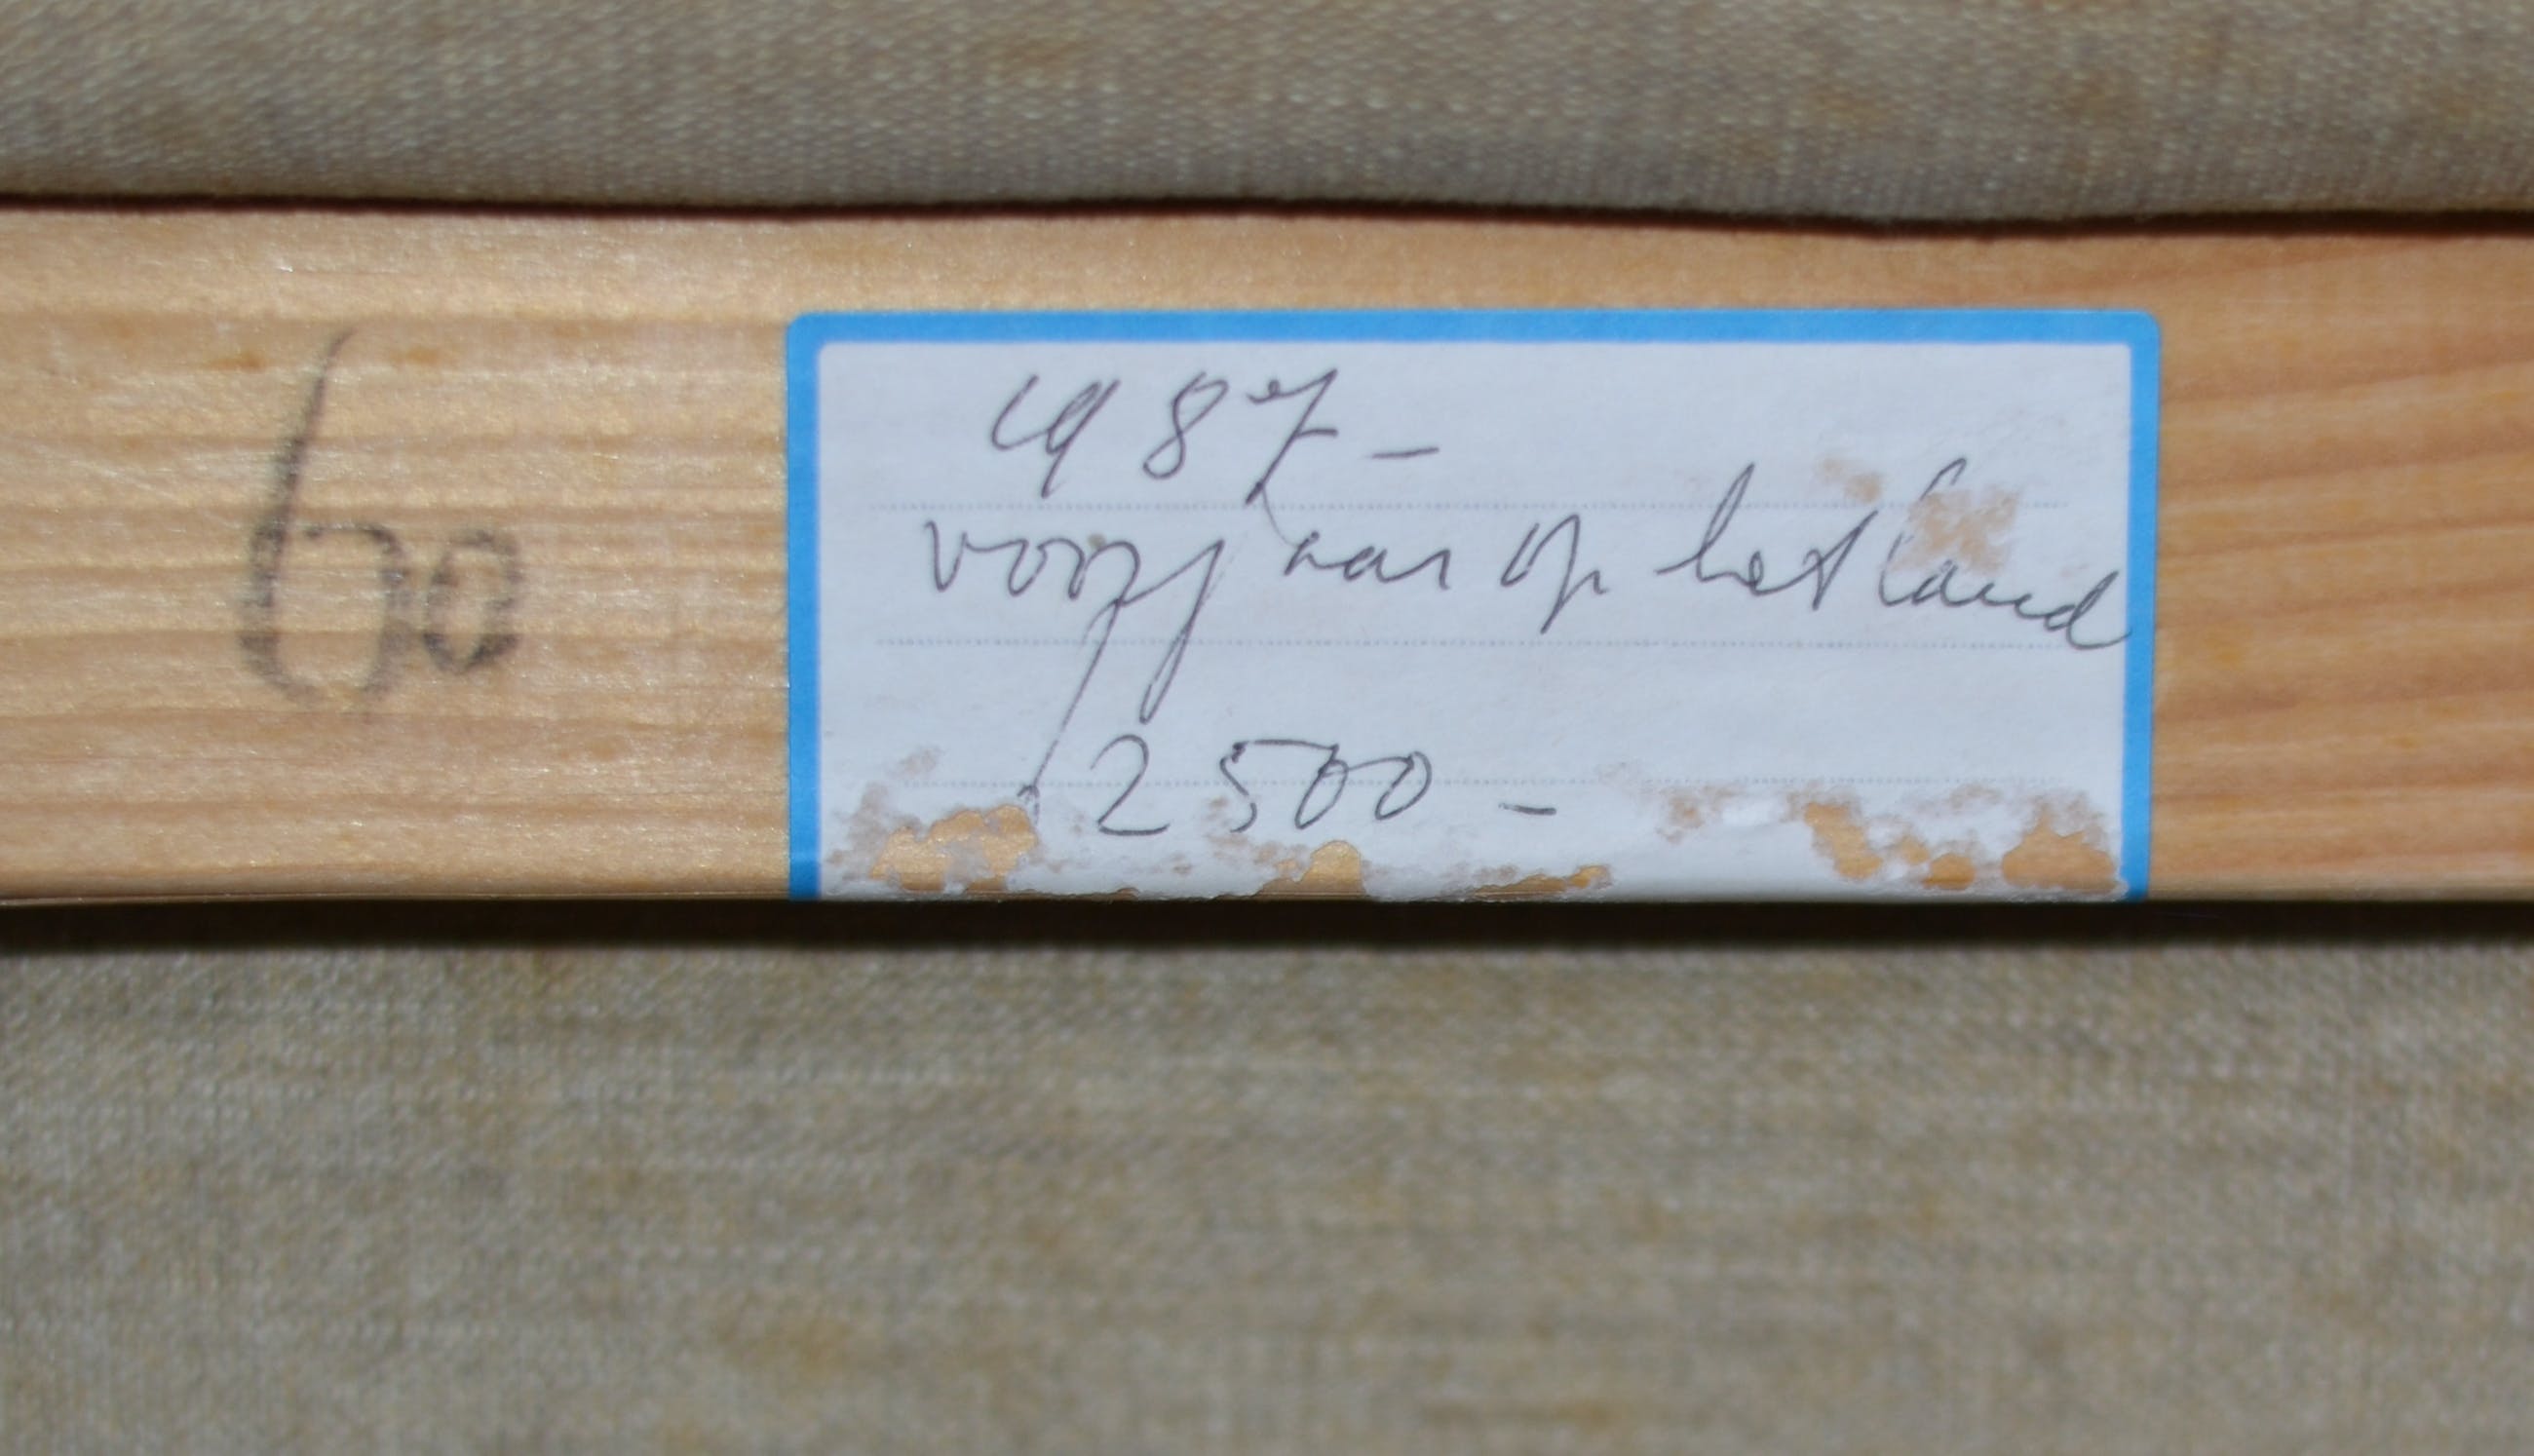 60
1987-
voorjaar op het land
2500-